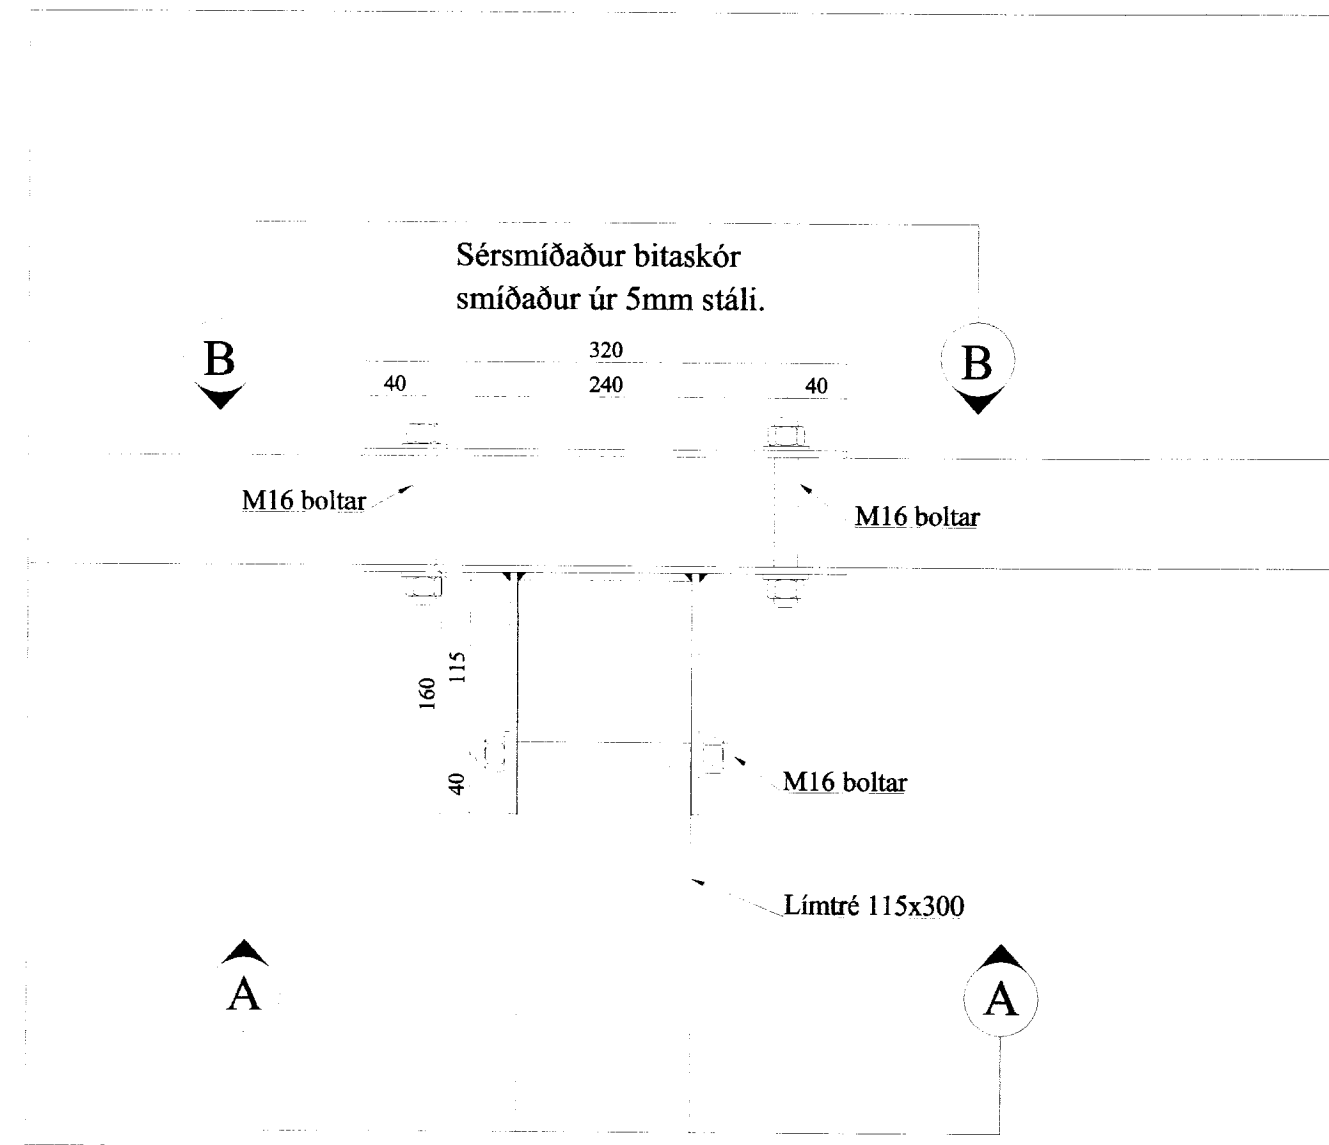 Sérsmíðaður bitaskór
smíðaður úr 5mm stáli.
320
40 240 40
B
B
M16 boltar
M16 boltar
115
160
40
M16 boltar
Límtré 115x300
A
A